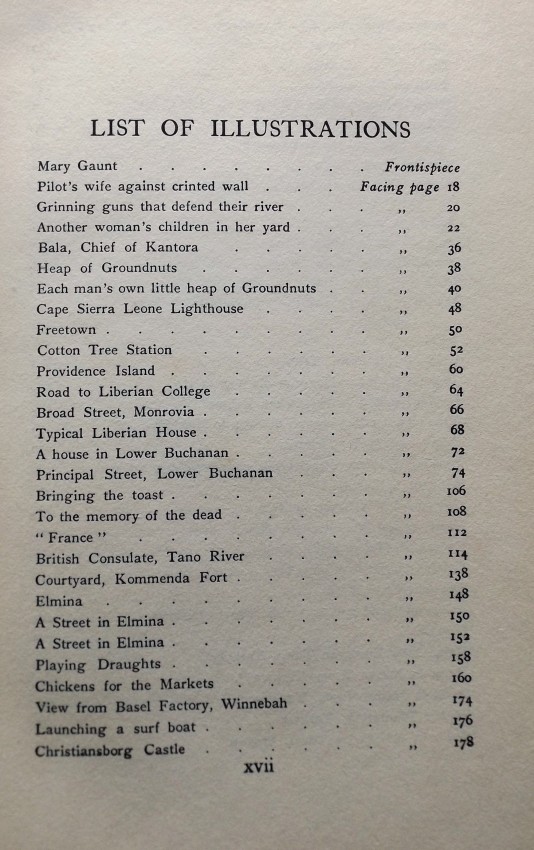 LIST OF ILLUSTRATIONS
Mary Gaunt . . . . . . . . Frontispiece
Pilot's wife against crinted wall . . . Facing page 18
Grinning guns that defend their river . . . ,, 20
Another woman's children in her yard . . . ,, 22
Bala, Chief of Kantora . . . . . ,, 36
Heap of Groundnuts . . . . . . ,, 38
Each man's own little heap of Groundnuts . . ,, 40
Cape Sierra Leone Lighthouse . . . . ,, 48
Freetown . . . . . . . . . ,, 50
Cotton Tree Station . . . . . . ,, 52
Providence Island . . . . . . . ,, 60
Road to Liberian College . . . . . ,, 64
Broad Street, Monrovia . . . . . . ,, 66
Typical Liberian House . . . . . . ,, 68
A house in Lower Buchanan . . . . . ,, 72
Principal Street, Lower Buchanan . . . . ,, 74
Bringing the toast . . . . . . . ,, 106
To the memory of the dead . . . . . ,, 108
" France " . . . . . . . . ,, 112
British Consulate, Tano River . . . . ,, 114
Courtyard, Kommenda Fort . . . . . ,, 138
Elmina . . . . . . . . . ,, 148
A Street in Elmina . . . . . . . ,, 150
A Street in Elmina . . . . . . . ,, 152
Playing Draughts . . . . . . . ,, 158
Chickens for the Markets . . . . . ,, 160
View from Basel Factory, Winnebah . . . ,, 174
Launching a surf boat . . . . . . ,, 176
Christiansborg Castle . . . . . . ,, 178
xvii